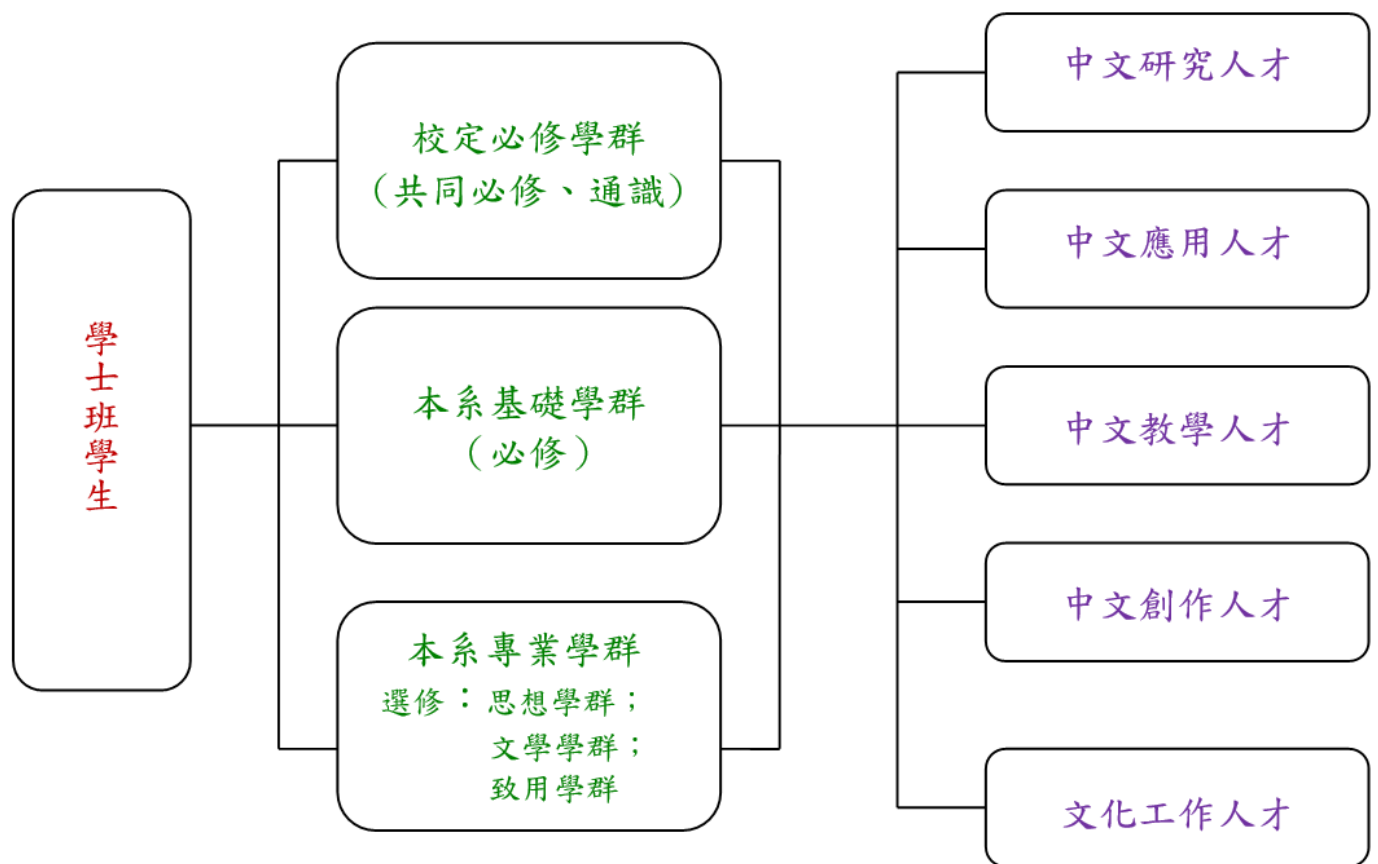 學士班學生
校定必修學群
（共同必修、通識）
本系基礎學群
（必修）
本系專業學群
選修：思想學群；
文學學群；
致用學群
中文研究人才
中文應用人才
中文教學人才
中文創作人才
文化工作人才